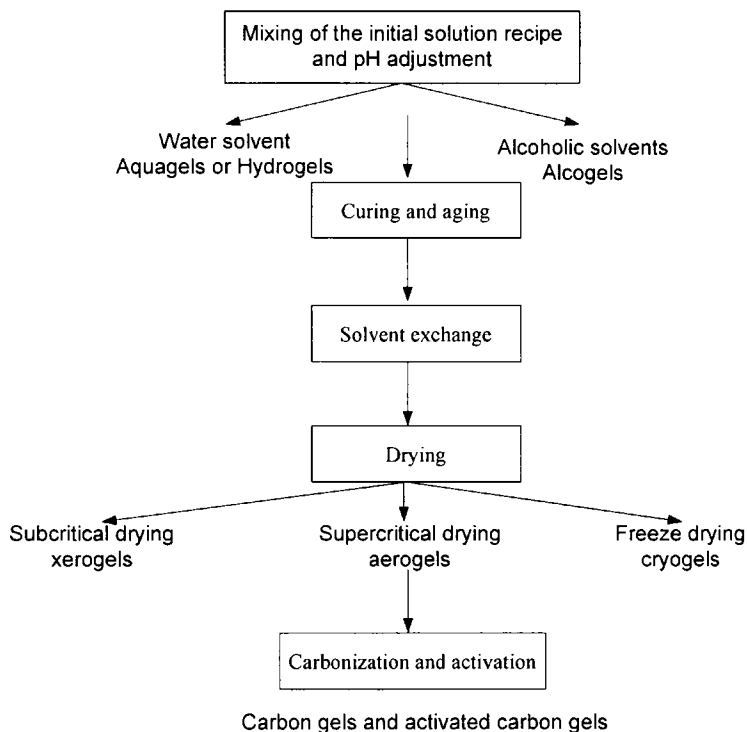 Mixing of the initial solution recipe
and pH adjustment
Water solvent
Aquagels or Hydrogels
Alcoholic solvents
Alcogels
Curing and aging
Solvent exchange
Drying
Subcritical drying
xerogels
Supercritical drying
aerogels
Freeze drying
cryogels
Carbonization and activation
Carbon gels and activated carbon gels